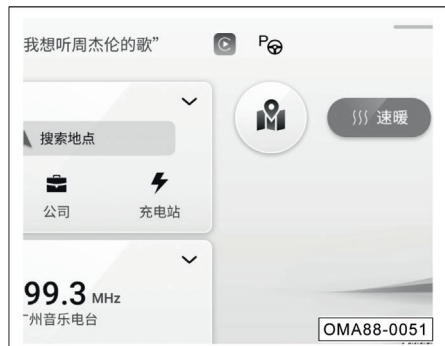 我想听周杰伦的歌”
P
速暖
搜索地点
公司
充电站
99.3 MHz
州音乐电台
OMA88-0051